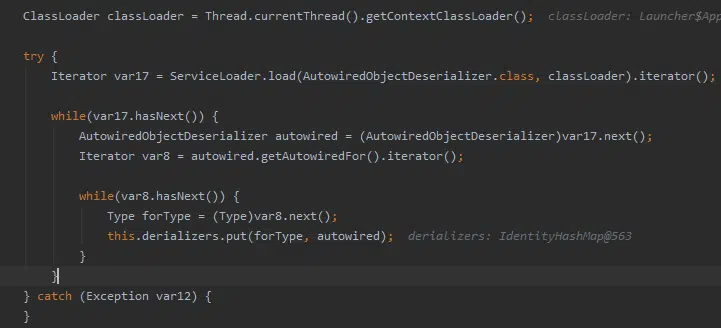 ClassLoader classLoader = Thread.currentThread().getContextClassLoader();  classLoader: Launcher$App
try {
Iterator var17 = ServiceLoader.load(AutowiredObjectDeserializer.class, classLoader).iterator();
while(var17.hasNext()) {
AutowiredObjectDeserializer autowired = (AutowiredObjectDeserializer)var17.next();
Iterator var8 = autowired.getAutowiredFor().iterator();
while(var8.hasNext()) {
Type forType = (Type)var8.next();
this.derializers.put(forType, autowired);  derializers: IdentityHashMap@563
}
}
} catch (Exception var12) {
}